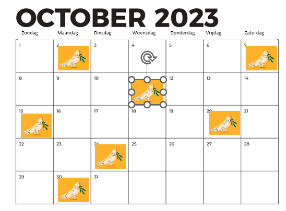 OCTOBER 2023
Zondag Maandag Dinsdag Woensdag Donderdag Vrijdag Zaterdag
1 2 3 4 5 6 7
8 9 10 11 12 13 14
15 16 17 18 19 20 21
22 23 24 25 26 27 28
29 30 31